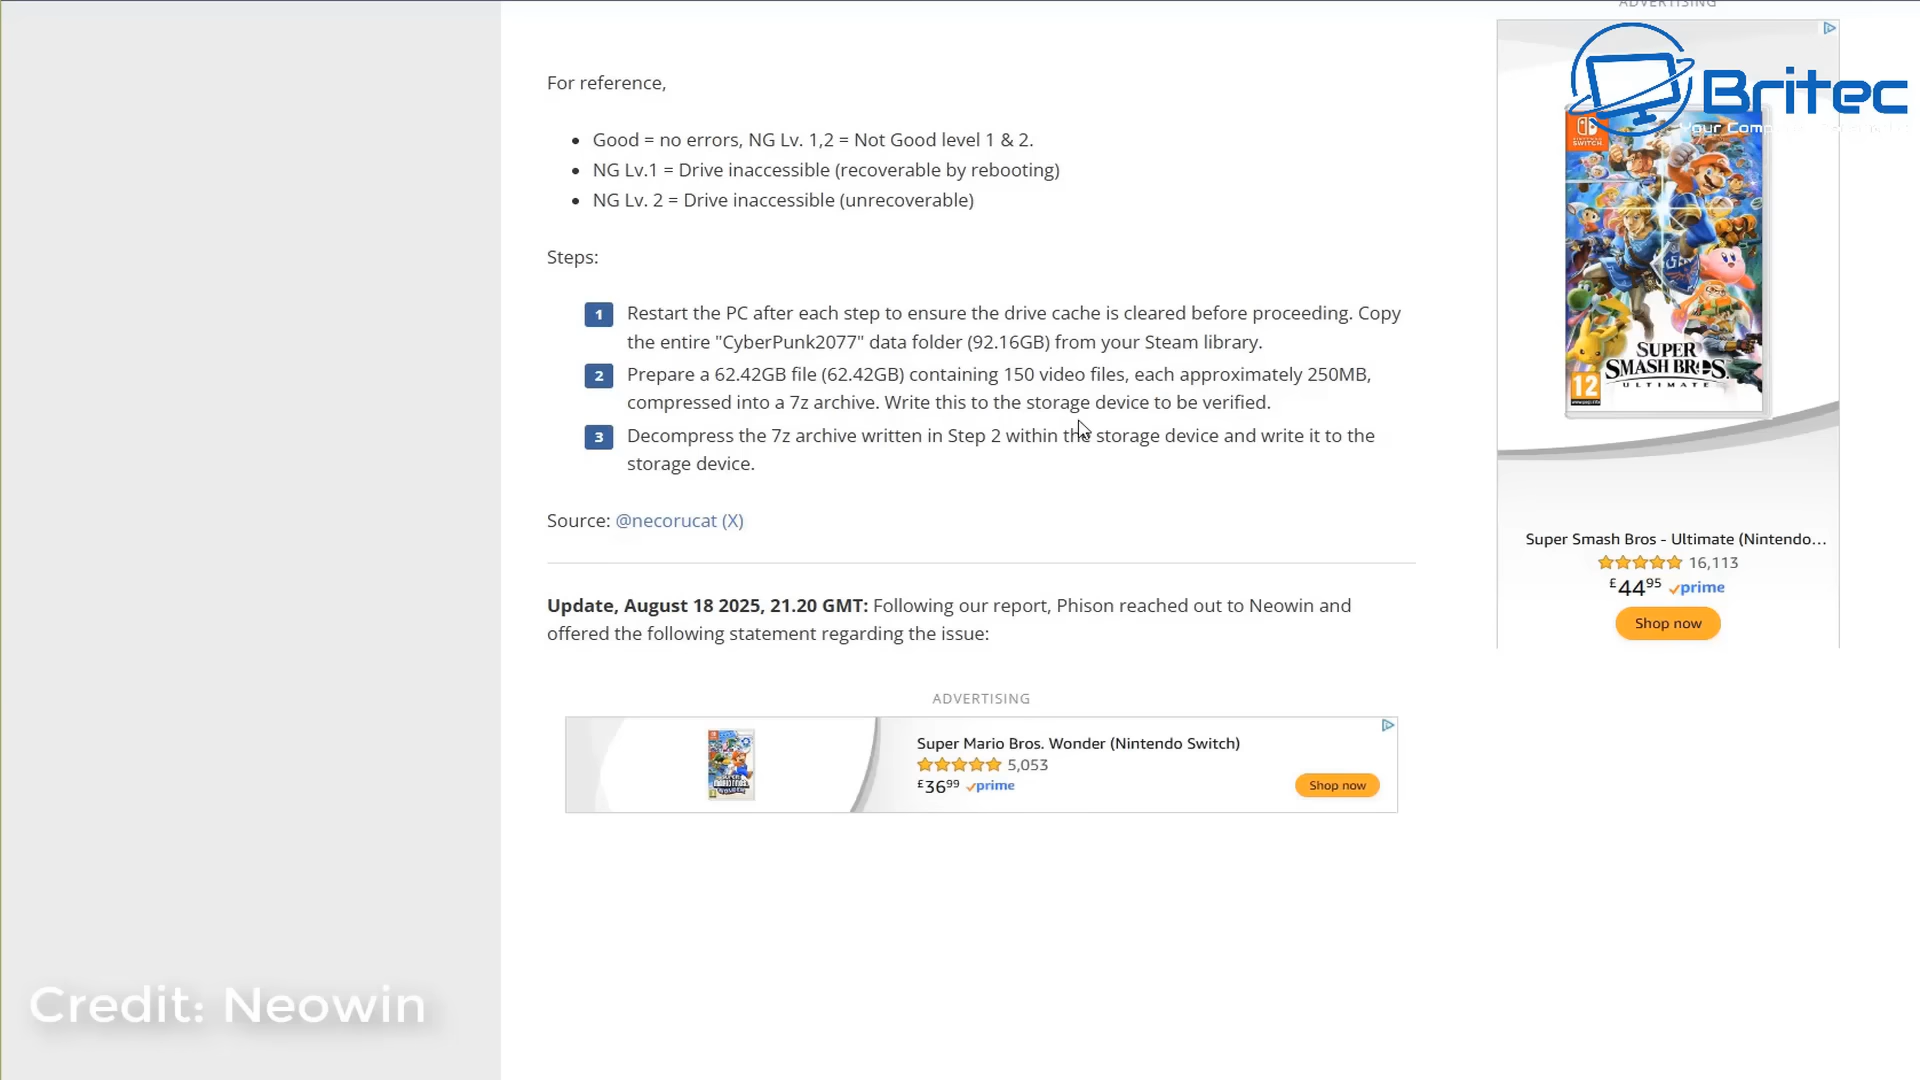 ADVERTISING
For reference,
Good = no errors, NG Lv. 1,2 = Not Good level 1 & 2.
NG Lv.1 = Drive inaccessible (recoverable by rebooting)
NG Lv. 2 = Drive inaccessible (unrecoverable)
Steps:
1 Restart the PC after each step to ensure the drive cache is cleared before proceeding. Copy
the entire "CyberPunk2077" data folder (92.16GB) from your Steam library.
2 Prepare a 62.42GB file (62.42GB) containing 150 video files, each approximately 250MB,
compressed into a 7z archive. Write this to the storage device to be verified.
3 Decompress the 7z archive written in Step 2 within the storage device and write it to the
storage device.
Source: @necorucat (X)
Update, August 18 2025, 21.20 GMT: Following our report, Phison reached out to Neowin and
offered the following statement regarding the issue:
ADVERTISING
Super Mario Bros. Wonder (Nintendo Switch)
5,053
£36⁹⁹ prime
Shop now
Britec
Your Comp
SWITCH
SUPER
SMASH BROS.
ULTIMATE
12
Super Smash Bros - Ultimate (Nintendo...
16,113
£44⁹⁵ prime
Shop now
Credit: Neowin